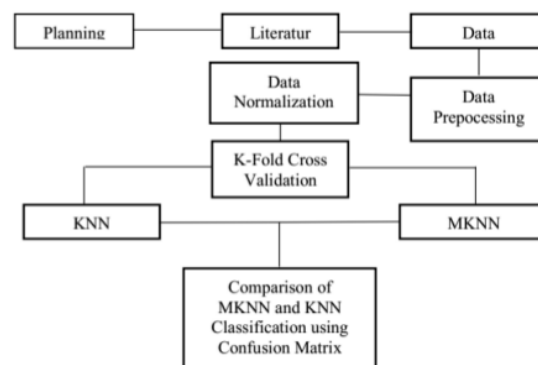 Planning
Literatur
Data
Data
Normalization
Data
Prepocessing
K-Fold Cross
Validation
KNN
MKNN
Comparison of
MKNN and KNN
Classification using
Confusion Matrix